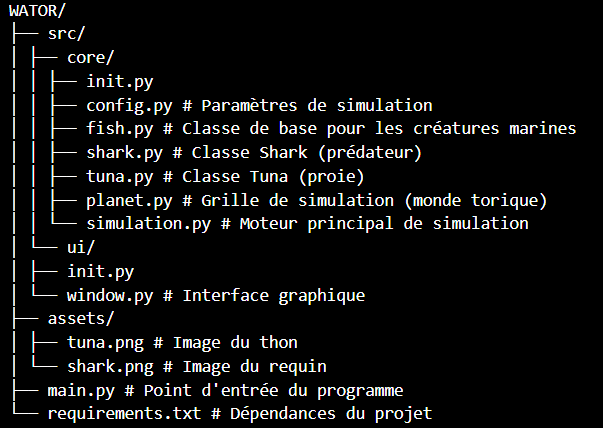 WATOR/
├── src/
│ ├── core/
│ │ ├── init.py
│ │ ├── config.py # Paramètres de simulation
│ │ ├── fish.py # Classe de base pour les créatures marines
│ │ ├── shark.py # Classe Shark (prédateur)
│ │ ├── tuna.py # Classe Tuna (proie)
│ │ ├── planet.py # Grille de simulation (monde torique)
│ │ └── simulation.py # Moteur principal de simulation
│ └── ui/
│ ├── init.py
│ └── window.py # Interface graphique
├── assets/
│ ├── tuna.png # Image du thon
│ └── shark.png # Image du requin
├── main.py # Point d'entrée du programme
└── requirements.txt # Dépendances du projet